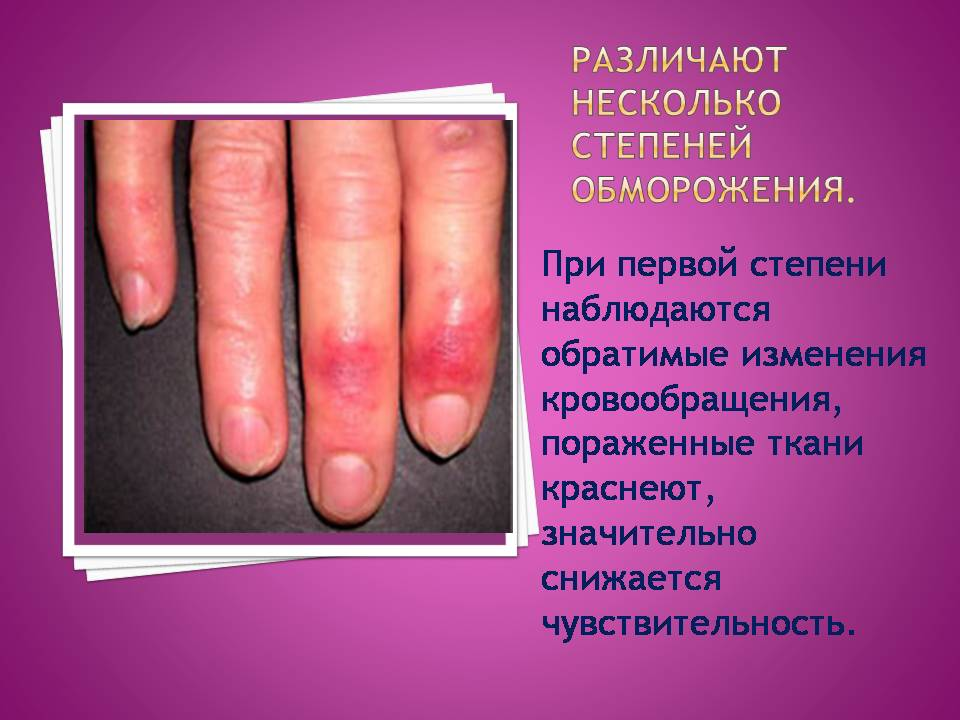 РАЗЛИЧАЮТ
НЕСКОЛЬКО
СТЕПЕНЕЙ
ОБМОРОЖЕНИЯ.
При первой степени
наблюдаются
обратимые изменения
кровообращения,
пораженные ткани
краснеют,
значительно
снижается
чувствительность.